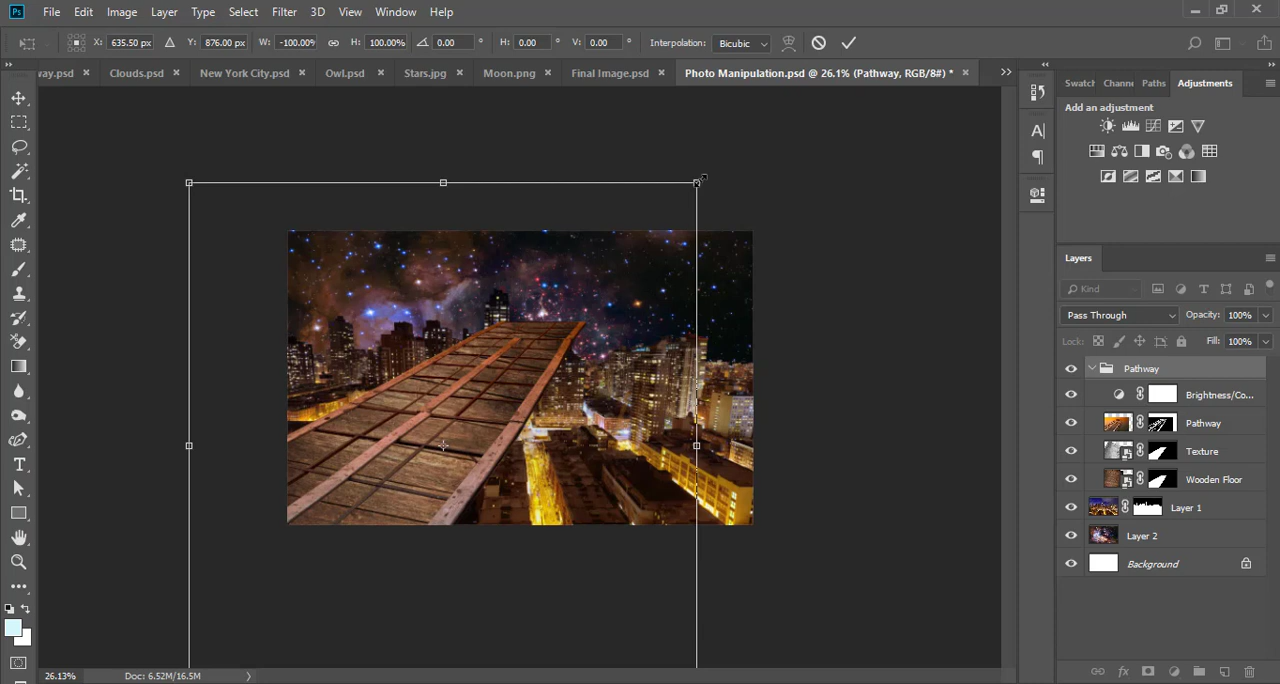 Ps File Edit Image Layer Type Select Filter 3D View Window Help
X: 635.50 px Y: 876.00 px W: -100.00% H: 100.00% 0.00 ° H: 0.00 ° V: 0.00 ° Interpolation: Bicubic
way.psd × Clouds.psd × New York City.psd × Owl.psd × Stars.jpg × Moon.png × Final Image.psd × Photo Manipulation.psd @ 26.1% (Pathway, RGB/8#) * ×
Swatch Channe Paths Adjustments
Add an adjustment
Layers
Kind
Pass Through Opacity: 100%
Lock: Fill: 100%
Pathway
Brightness/Co...
Pathway
Texture
Wooden Floor
Layer 1
Layer 2
Background
26.13% Doc: 6.52M/16.5M